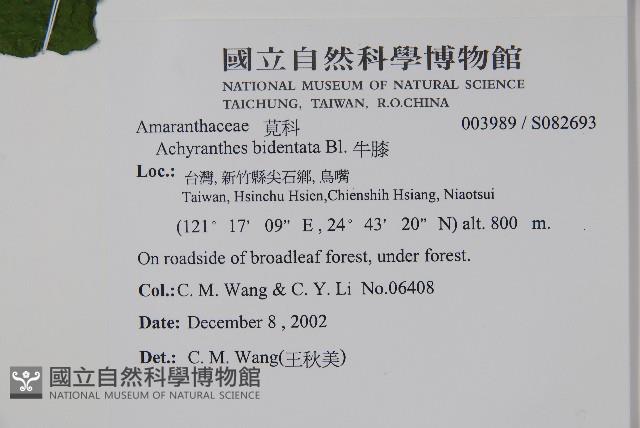 國立自然科學博物館
NATIONAL MUSEUM OF NATURAL SCIENCE
TAICHUNG, TAIWAN, R.O.CHINA
Amaranthaceae 莧科 003989 / S082693
Achyranthes bidentata Bl. 牛膝
Loc.: 台灣, 新竹縣尖石鄉, 鳥嘴
Taiwan, Hsinchu Hsien,Chienshih Hsiang, Niaotsui
(121° 17' 09" E , 24° 43' 20" N) alt. 800 m.
On roadside of broadleaf forest, under forest.
Col.: C. M. Wang & C. Y. Li No.06408
Date: December 8 , 2002
Det.: C. M. Wang(王秋美)
國立自然科學博物館
NATIONAL MUSEUM OF NATURAL SCIENCE